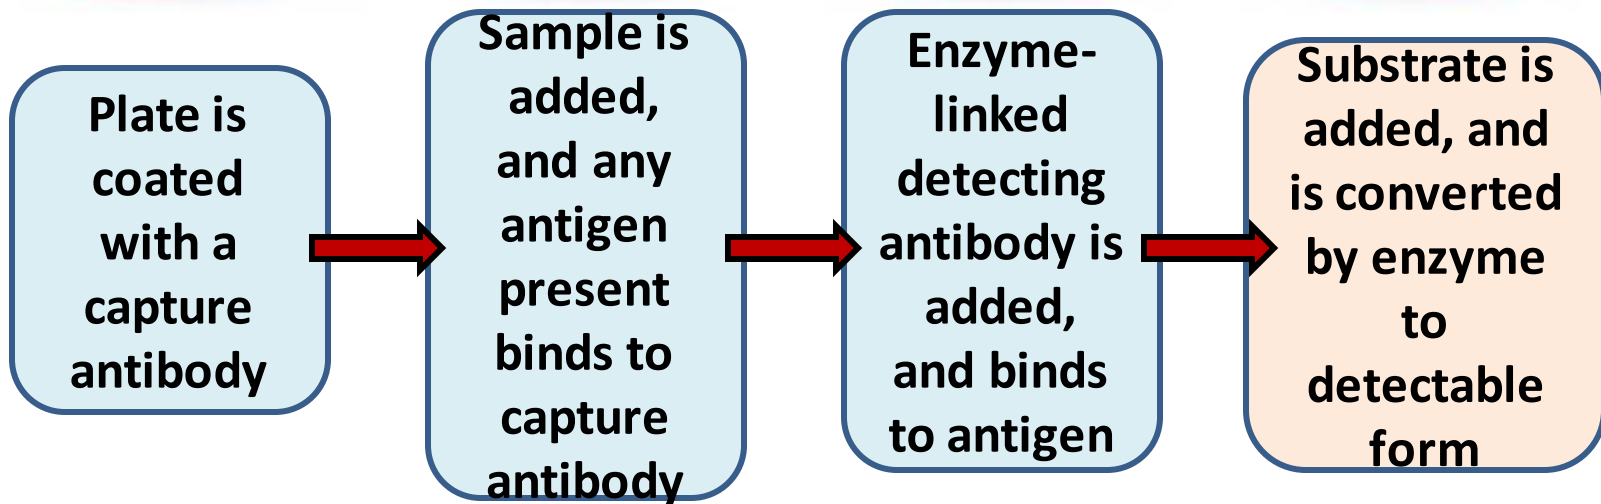 Plate is
coated
with a
capture
antibody
Sample is
added,
and any
antigen
present
binds to
capture
antibody
Enzyme-
linked
detecting
antibody is
added,
and binds
to antigen
Substrate is
added, and
is converted
by enzyme
to
detectable
form